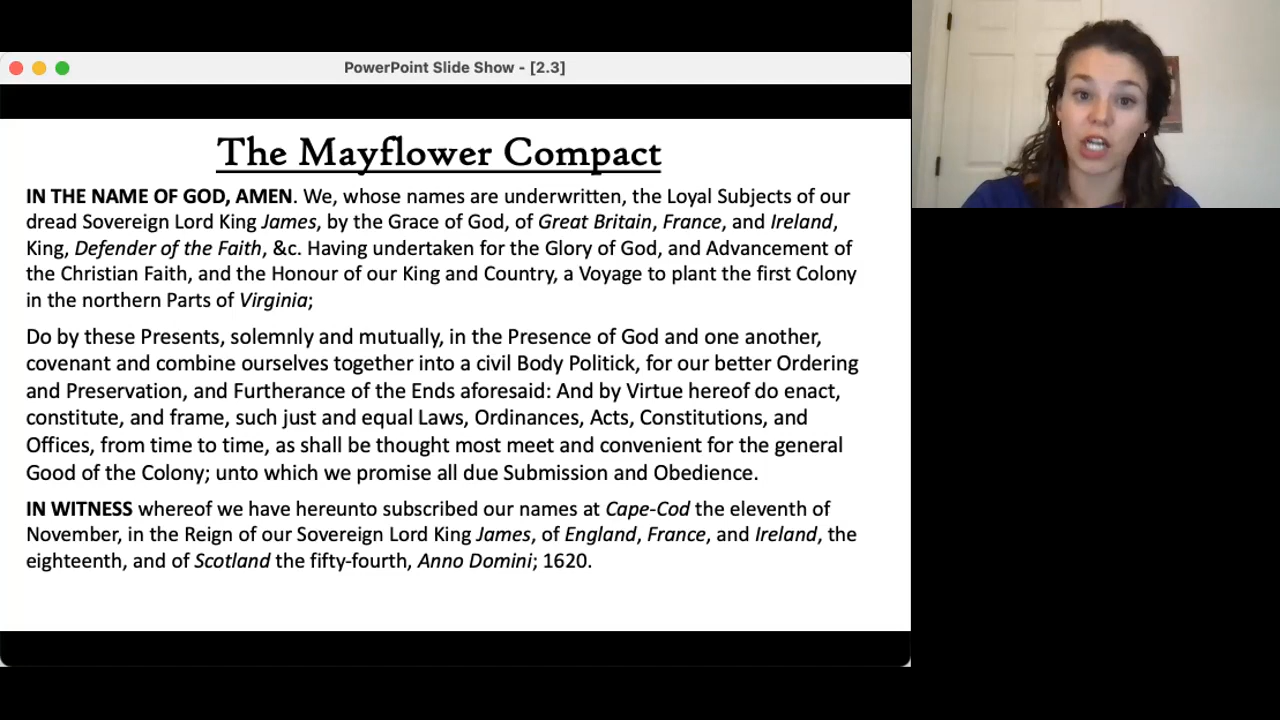 PowerPoint Slide Show - [2.3]
The Mayflower Compact
IN THE NAME OF GOD, AMEN. We, whose names are underwritten, the Loyal Subjects of our
dread Sovereign Lord King James, by the Grace of God, of Great Britain, France, and Ireland,
King, Defender of the Faith, &c. Having undertaken for the Glory of God, and Advancement of
the Christian Faith, and the Honour of our King and Country, a Voyage to plant the first Colony
in the northern Parts of Virginia;
Do by these Presents, solemnly and mutually, in the Presence of God and one another,
covenant and combine ourselves together into a civil Body Politick, for our better Ordering
and Preservation, and Furtherance of the Ends aforesaid: And by Virtue hereof do enact,
constitute, and frame, such just and equal Laws, Ordinances, Acts, Constitutions, and
Offices, from time to time, as shall be thought most meet and convenient for the general
Good of the Colony; unto which we promise all due Submission and Obedience.
IN WITNESS whereof we have hereunto subscribed our names at Cape-Cod the eleventh of
November, in the Reign of our Sovereign Lord King James, of England, France, and Ireland, the
eighteenth, and of Scotland the fifty-fourth, Anno Domini; 1620.